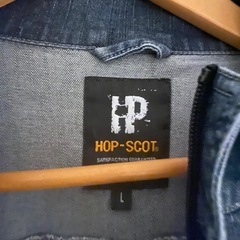 HP
HOP-SCOT®
SATISFACTION GUARANTEED
L